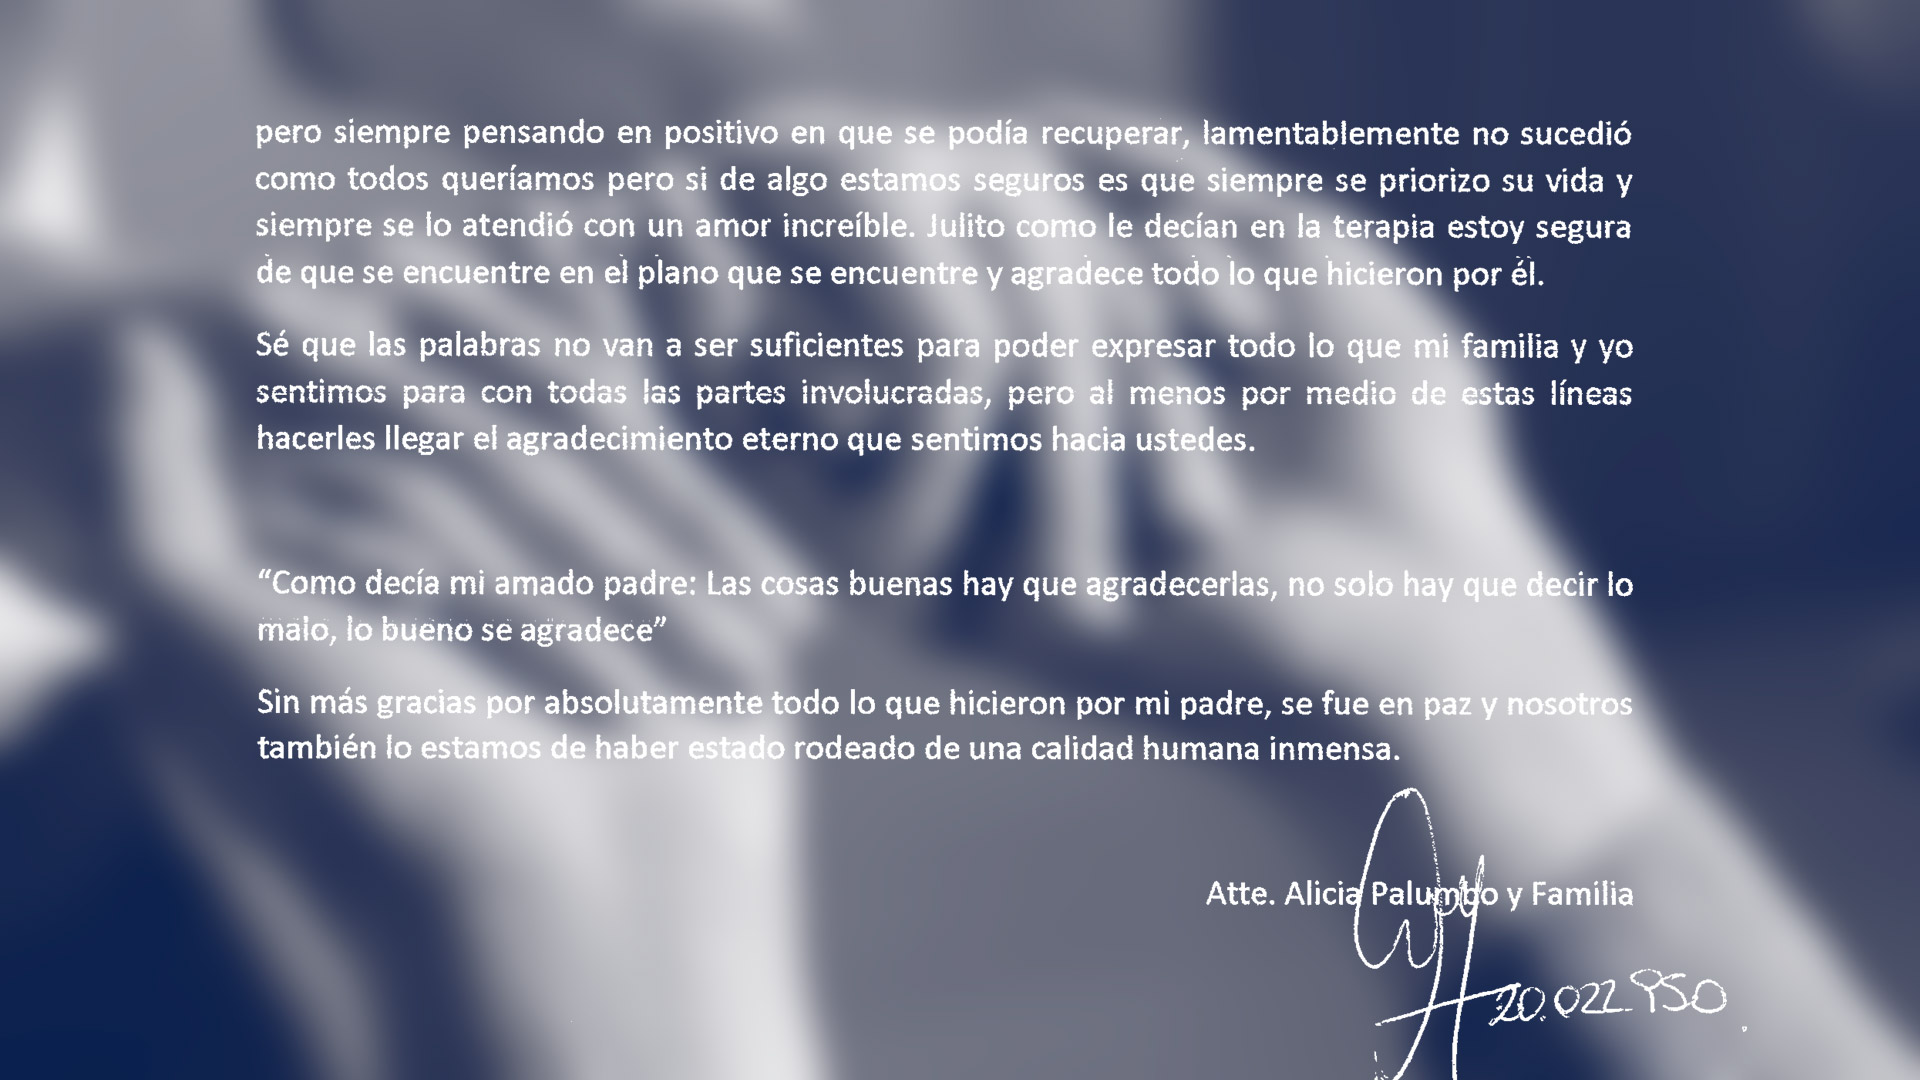 pero siempre pensando en positivo en que se podía recuperar, lamentablemente no sucedió
como todos queríamos pero si de algo estamos seguros es que siempre se priorizo su vida y
siempre se lo atendió con un amor increíble. Julito como le decían en la terapia estoy segura
de que se encuentre en el plano que se encuentre y agradece todo lo que hicieron por él.
Sé que las palabras no van a ser suficientes para poder expresar todo lo que mi familia y yo
sentimos para con todas las partes involucradas, pero al menos por medio de estas líneas
hacerles llegar el agradecimiento eterno que sentimos hacia ustedes.
“Como decía mi amado padre: Las cosas buenas hay que agradecerlas, no solo hay que decir lo
malo, lo bueno se agradece”
Sin más gracias por absolutamente todo lo que hicieron por mi padre, se fue en paz y nosotros
también lo estamos de haber estado rodeado de una calidad humana inmensa.
Atte. Alicia Palumbo y Familia
20.022.950